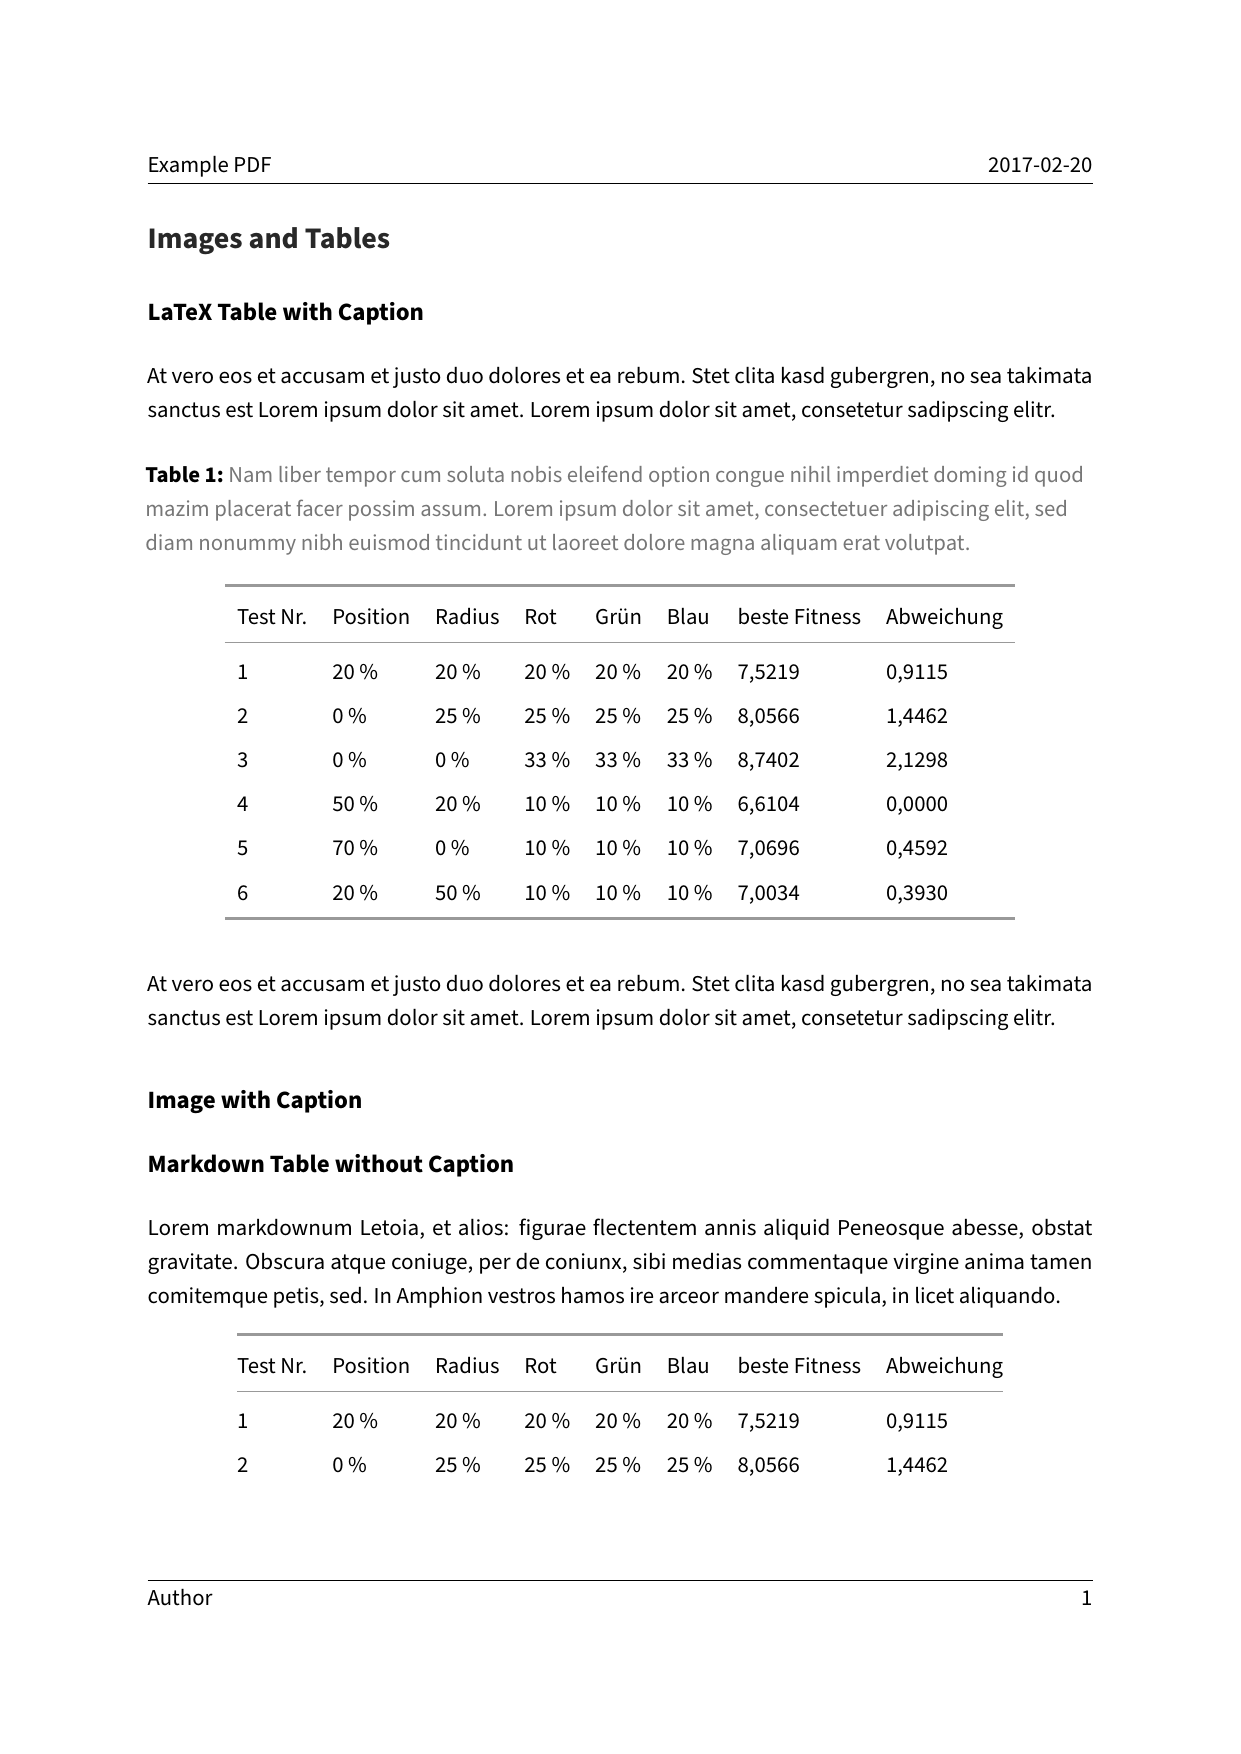 Example PDF 2017-02-20
Images and Tables
LaTeX Table with Caption
At vero eos et accusam et justo duo dolores et ea rebum. Stet clita kasd gubergren, no sea takimata
sanctus est Lorem ipsum dolor sit amet. Lorem ipsum dolor sit amet, consetetur sadipscing elitr.
Table 1: Nam liber tempor cum soluta nobis eleifend option congue nihil imperdiet doming id quod
mazim placerat facer possim assum. Lorem ipsum dolor sit amet, consectetuer adipiscing elit, sed
diam nonummy nibh euismod tincidunt ut laoreet dolore magna aliquam erat volutpat.
Test Nr. Position Radius Rot Grün Blau beste Fitness Abweichung
1 20 % 20 % 20 % 20 % 20 % 7,5219 0,9115
2 0 % 25 % 25 % 25 % 25 % 8,0566 1,4462
3 0 % 0 % 33 % 33 % 33 % 8,7402 2,1298
4 50 % 20 % 10 % 10 % 10 % 6,6104 0,0000
5 70 % 0 % 10 % 10 % 10 % 7,0696 0,4592
6 20 % 50 % 10 % 10 % 10 % 7,0034 0,3930
At vero eos et accusam et justo duo dolores et ea rebum. Stet clita kasd gubergren, no sea takimata
sanctus est Lorem ipsum dolor sit amet. Lorem ipsum dolor sit amet, consetetur sadipscing elitr.
Image with Caption
Markdown Table without Caption
Lorem markdownum Letoia, et alios: figurae flectentem annis aliquid Peneosque abesse, obstat
gravitate. Obscura atque coniuge, per de coniunx, sibi medias commentaque virgine anima tamen
comitemque petis, sed. In Amphion vestros hamos ire arceor mandere spicula, in licet aliquando.
Test Nr. Position Radius Rot Grün Blau beste Fitness Abweichung
1 20 % 20 % 20 % 20 % 20 % 7,5219 0,9115
2 0 % 25 % 25 % 25 % 25 % 8,0566 1,4462
Author 1